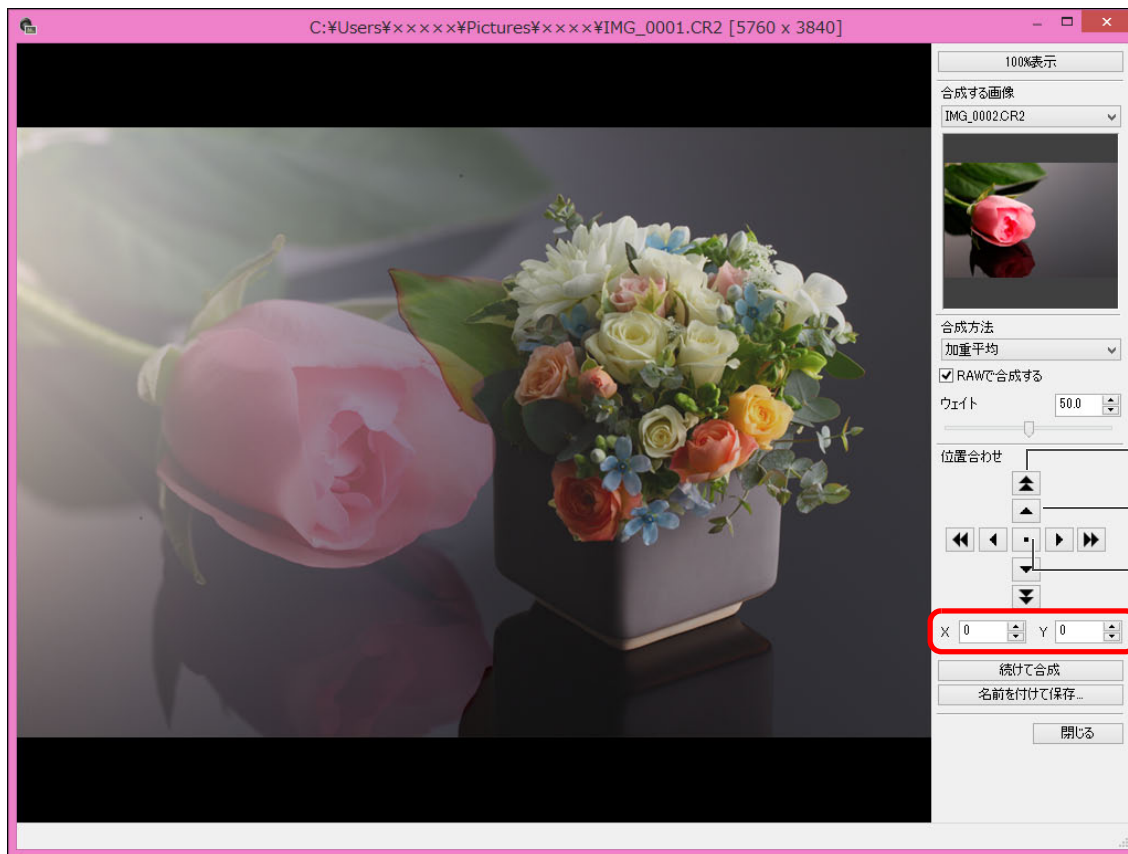 C:¥Users¥×××××¥Pictures¥××××¥IMG_0001.CR2 [5760 x 3840]
100%表示
合成する画像
IMG_0002.CR2
合成方法
加重平均
RAWで合成する
ウェイト 50.0
位置合わせ
X 0 Y 0
続けて合成
名前を付けて保存...
閉じる